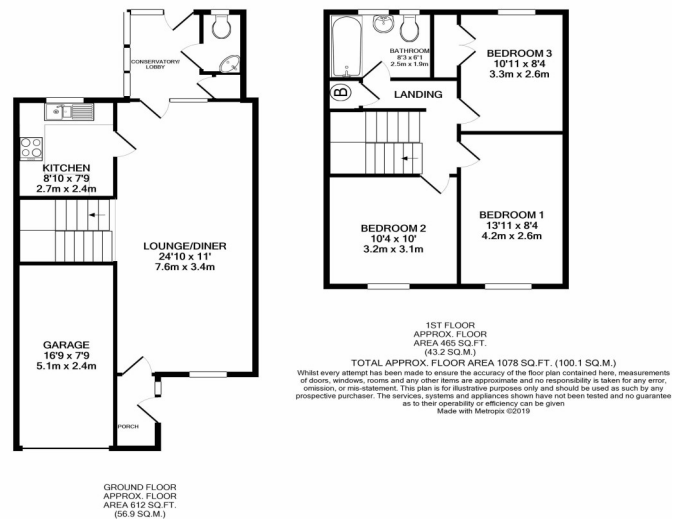 CONSERVATORY/
LOBBY
KITCHEN
8'10 x 7'9
2.7m x 2.4m
LOUNGE/DINER
24'10 x 11'
7.6m x 3.4m
GARAGE
16'9 x 7'9
5.1m x 2.4m
PORCH
GROUND FLOOR
APPROX. FLOOR
AREA 612 SQ.FT.
(56.9 SQ.M.)
BATHROOM
8'3 x 6'1
2.5m x 1.9m
BEDROOM 3
10'11 x 8'4
3.3m x 2.6m
B
LANDING
BEDROOM 2
10'4 x 10'
3.2m x 3.1m
BEDROOM 1
13'11 x 8'4
4.2m x 2.6m
1ST FLOOR
APPROX. FLOOR
AREA 465 SQ.FT.
(43.2 SQ.M.)
TOTAL APPROX. FLOOR AREA 1078 SQ.FT. (100.1 SQ.M.)
Whilst every attempt has been made to ensure the accuracy of the floor plan contained here, measurements
of doors, windows, rooms and any other items are approximate and no responsibility is taken for any error,
omission, or mis-statement. This plan is for illustrative purposes only and should be used as such by any
prospective purchaser. The services, systems and appliances shown have not been tested and no guarantee
as to their operability or efficiency can be given
Made with Metropix ©2019